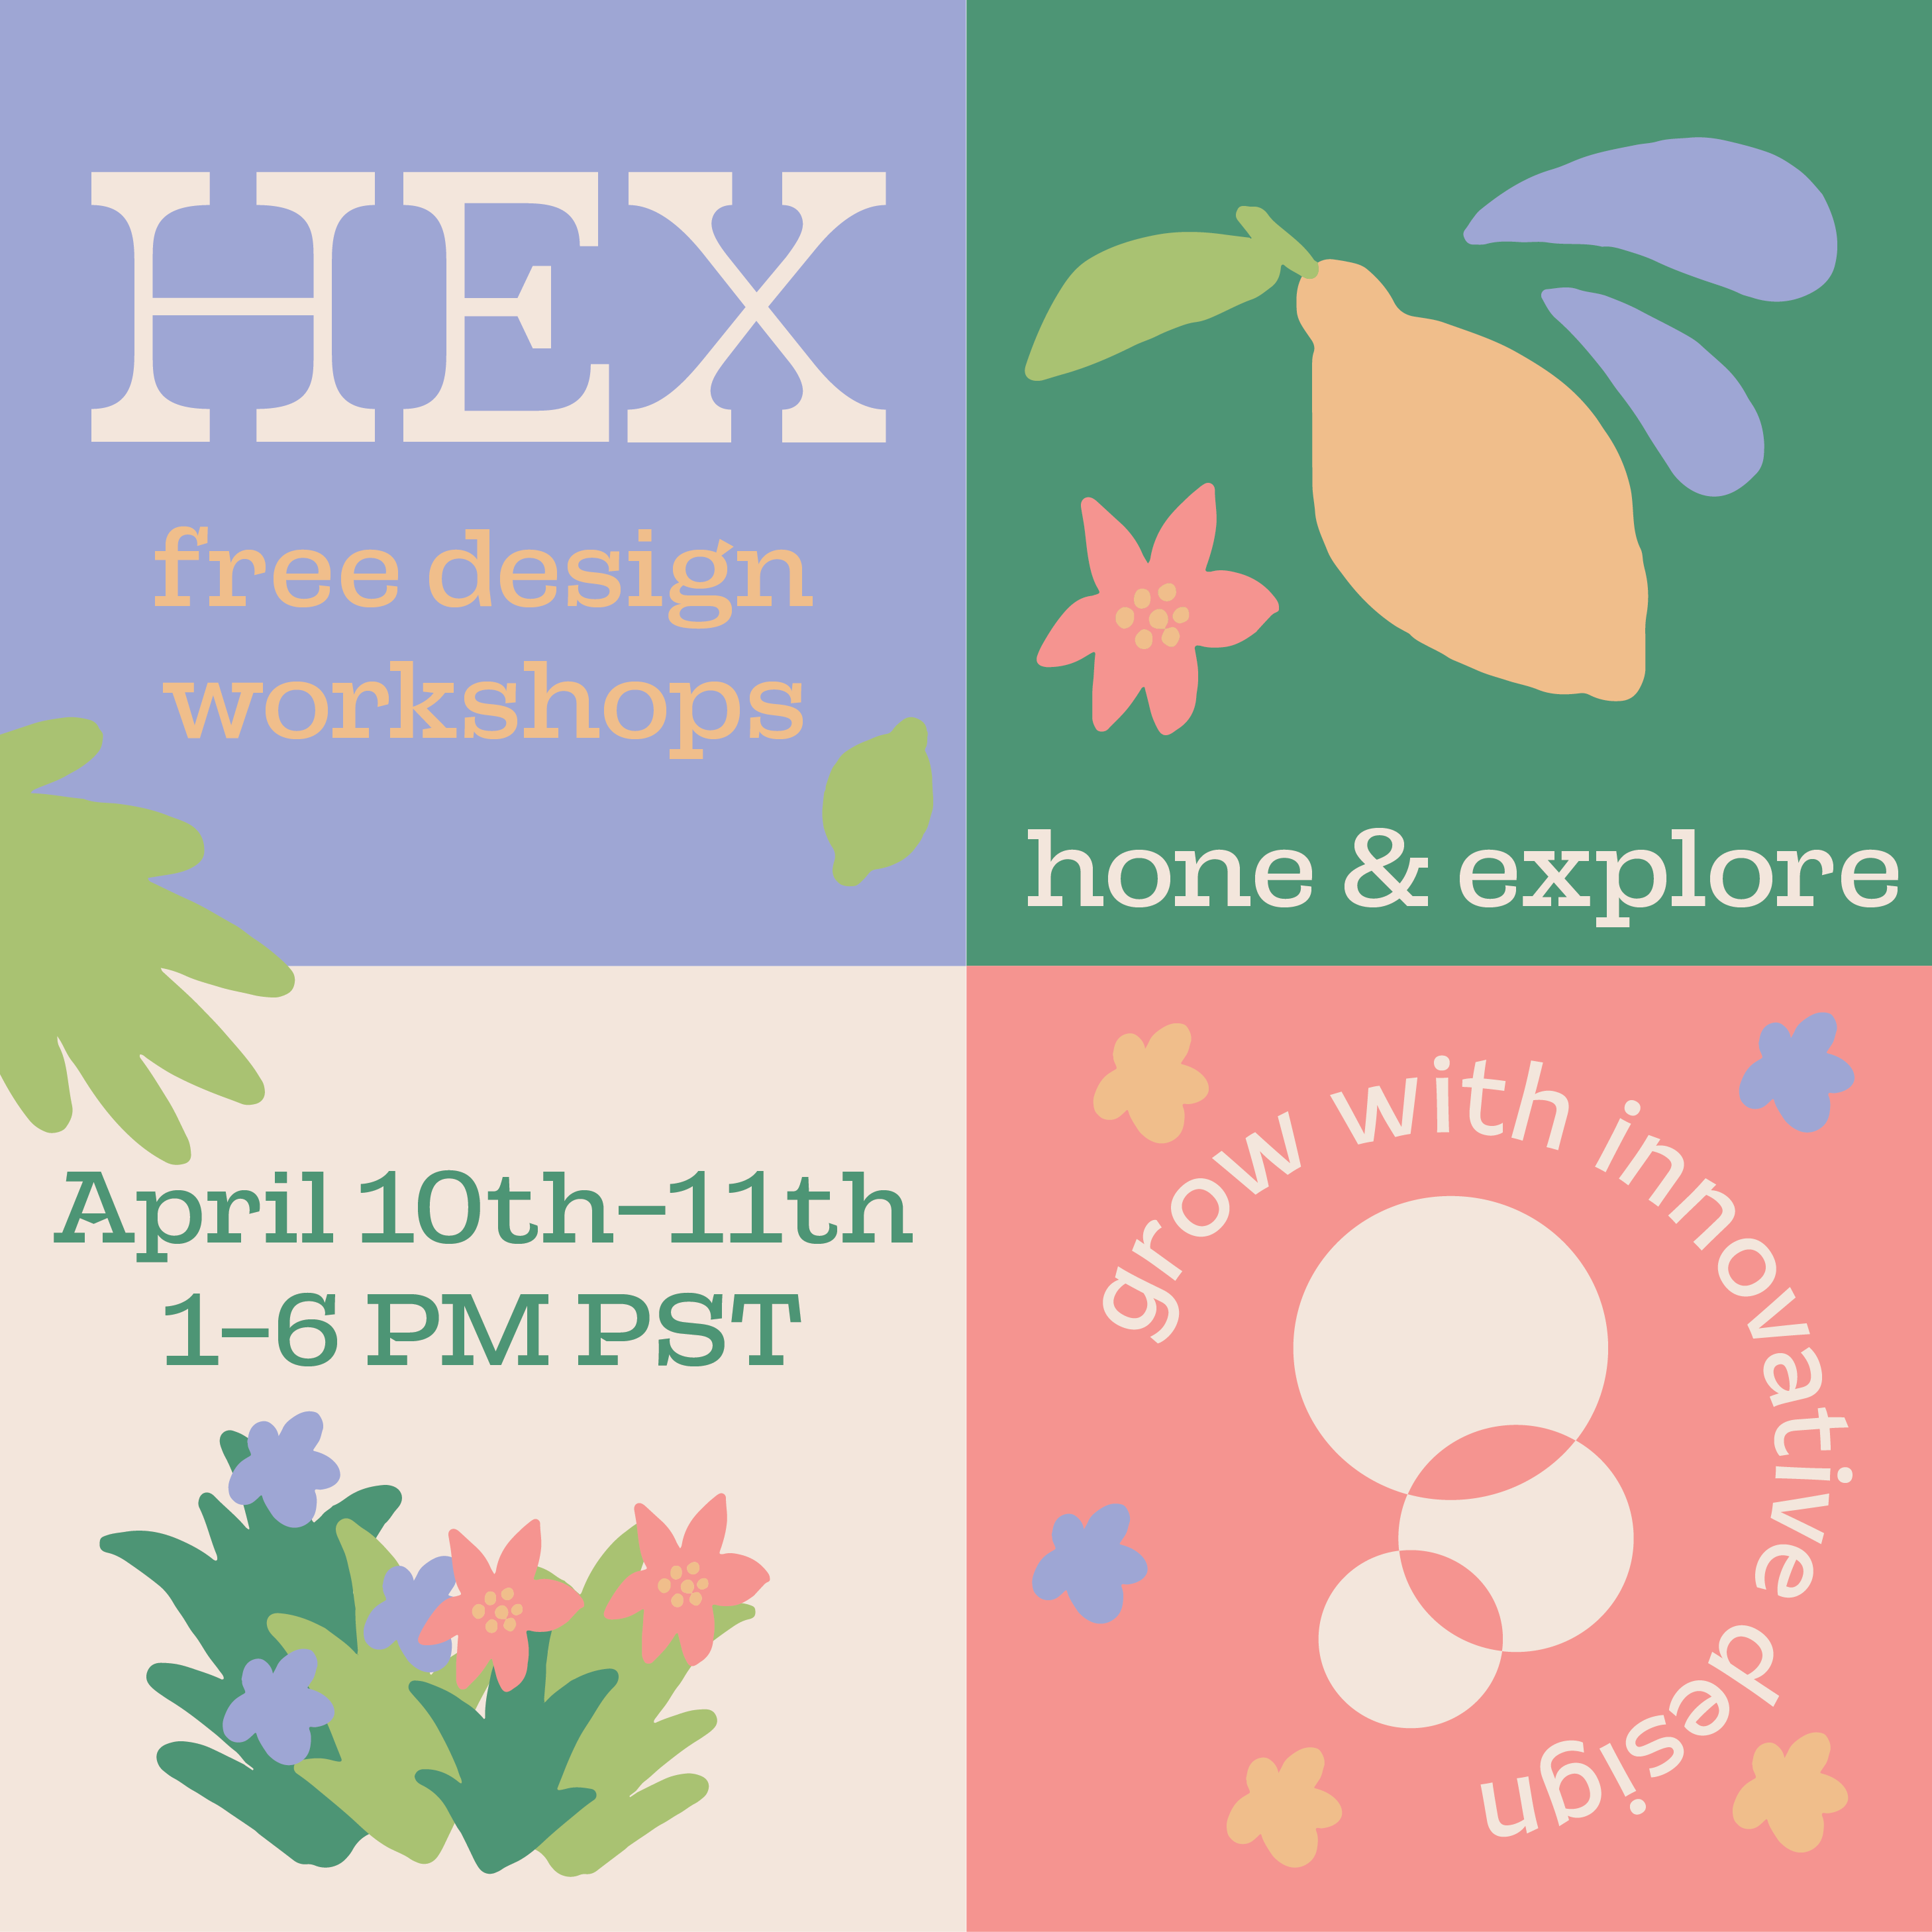 HEX
free design
workshops
hone & explore
April 10th–11th
1–6 PM PST
grow with innovative design